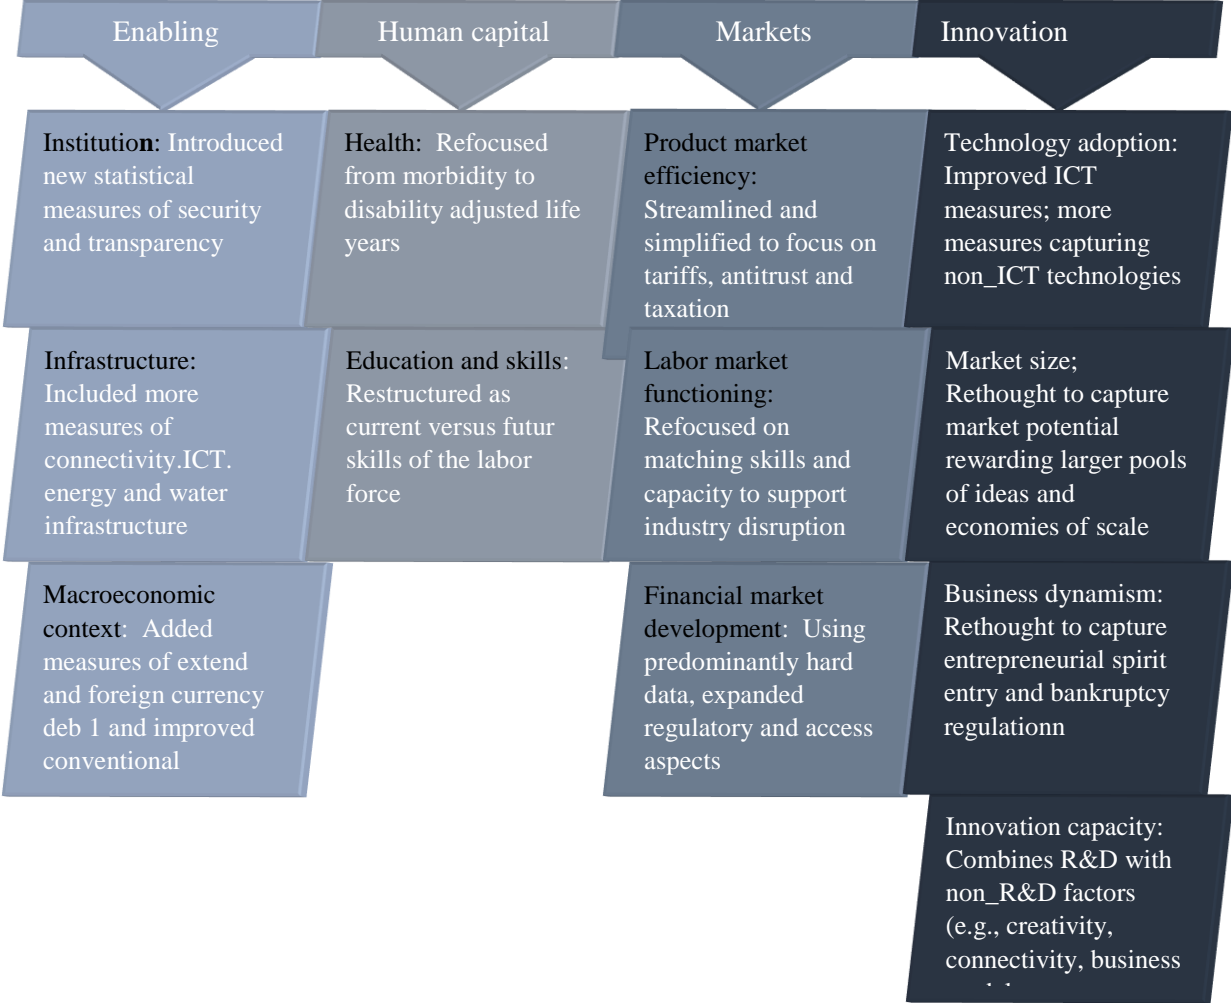 Enabling
Human capital
Markets
Innovation
Institution: Introduced
new statistical
measures of security
and transparency
Health:  Refocused
from morbidity to
disability adjusted life
years
Product market
efficiency:
Streamlined and
simplified to focus on
tariffs, antitrust and
taxation
Technology adoption:
Improved ICT
measures; more
measures capturing
non_ICT technologies
Infrastructure:
Included more
measures of
connectivity.ICT.
energy and water
infrastructure
Education and skills:
Restructured as
current versus futur
skills of the labor
force
Labor market
functioning:
Refocused on
matching skills and
capacity to support
industry disruption
Market size;
Rethought to capture
market potential
rewarding larger pools
of ideas and
economies of scale
Macroeconomic
context:  Added
measures of extend
and foreign currency
deb 1 and improved
conventional
Financial market
development:  Using
predominantly hard
data, expanded
regulatory and access
aspects
Business dynamism:
Rethought to capture
entrepreneurial spirit
entry and bankruptcy
regulationn
Innovation capacity:
Combines R&D with
non_R&D factors
(e.g., creativity,
connectivity, business